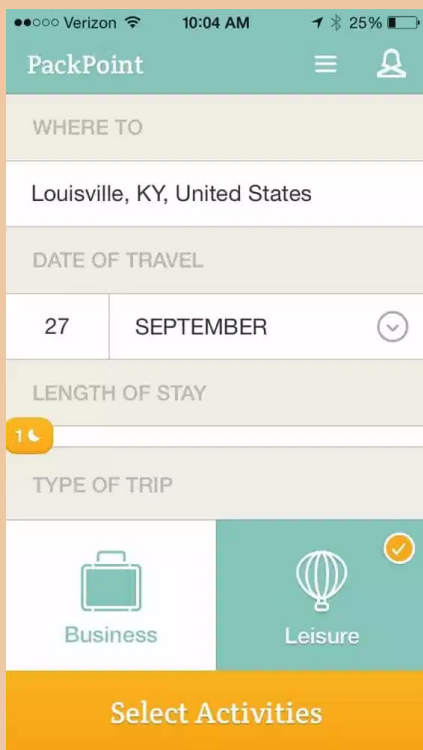 Verizon 10:04 AM 25%
PackPoint
WHERE TO
Louisville, KY, United States
DATE OF TRAVEL
27 SEPTEMBER
LENGTH OF STAY
1
TYPE OF TRIP
Business Leisure
Select Activities